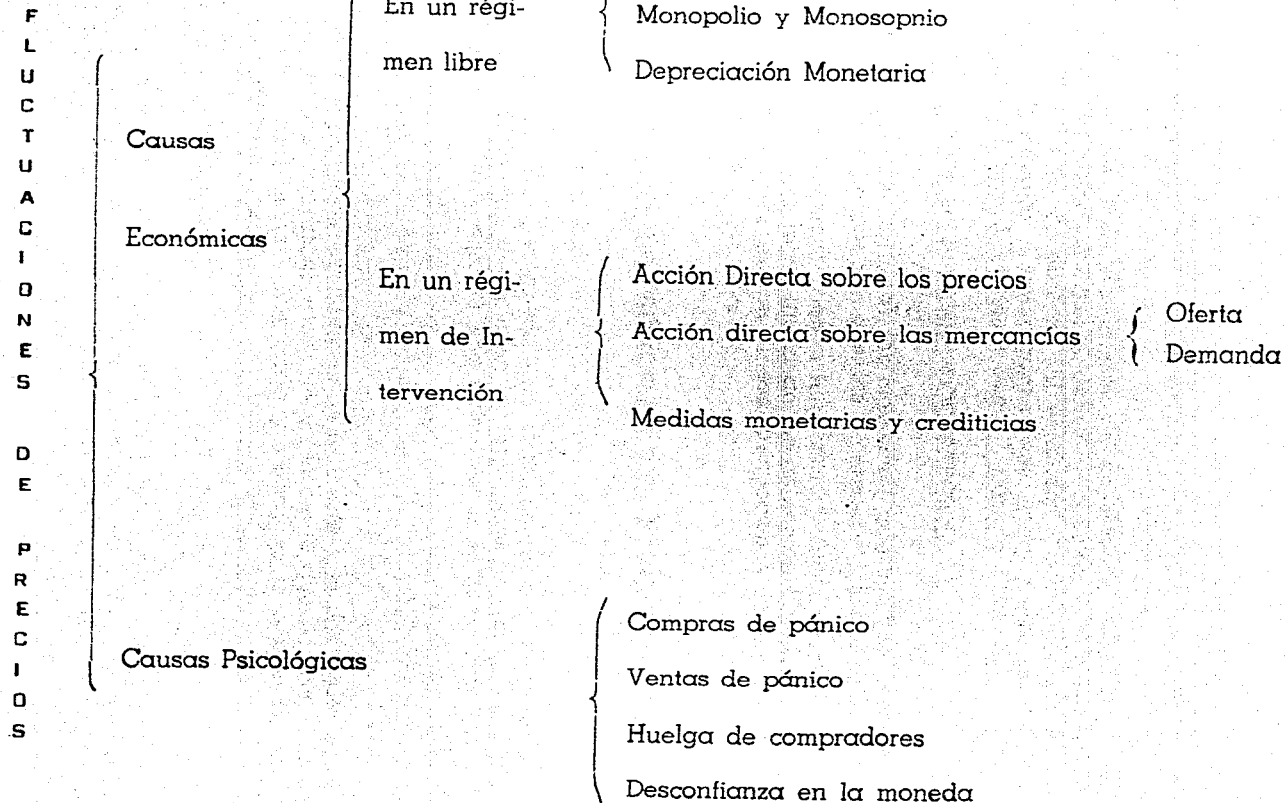 FLUCTUACIONES DE PRECIOS
Causas
Económicas
En un régi-
men libre
Monopolio y Monosopnio
Depreciación Monetaria
En un régi-
men de In-
tervención
Acción Directa sobre los precios
Acción directa sobre las mercancías
Oferta
Demanda
Medidas monetarias y crediticias
Causas Psicológicas
Compras de pánico
Ventas de pánico
Huelga de compradores
Desconfianza en la moneda